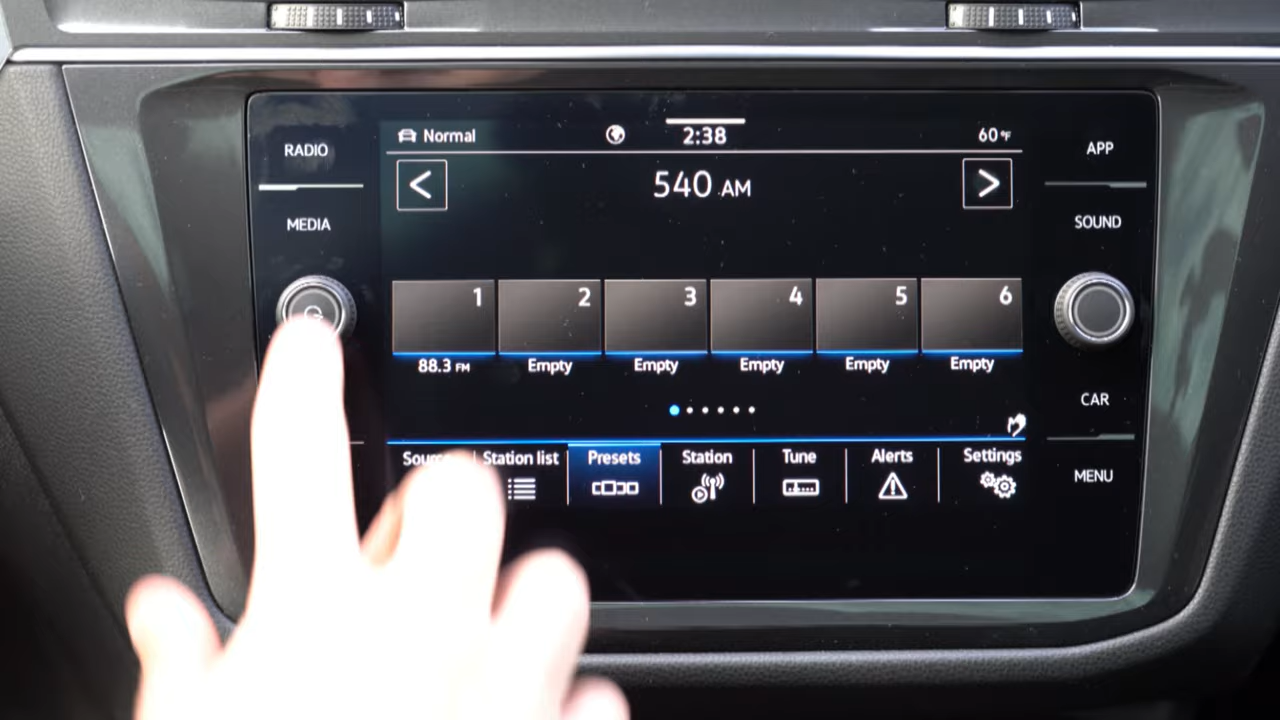 RADIO
MEDIA
Normal
2:38
60°F
540 AM
1
2
3
4
5
6
88.3 FM
Empty
Empty
Empty
Empty
Empty
Station list
Presets
Station
Tune
Alerts
Settings
APP
SOUND
CAR
MENU